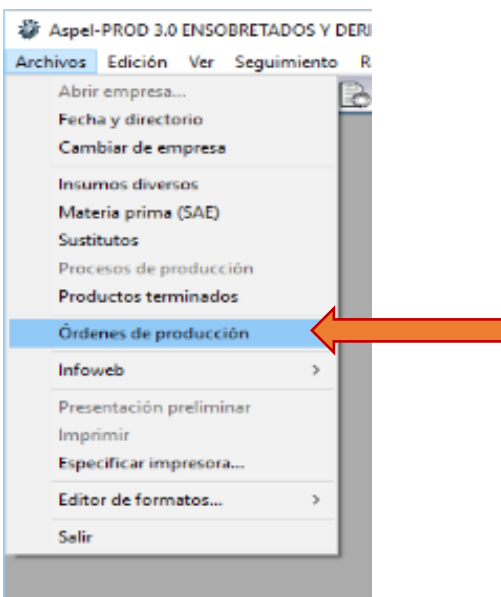 Aspel-PROD 3.0 ENSOBRETADOS Y DERI
Archivos Edición Ver Seguimiento R
Abrir empresa...
Fecha y directorio
Cambiar de empresa
Insumos diversos
Materia prima (SAE)
Sustitutos
Procesos de producción
Productos terminados
Órdenes de producción
Infoweb >
Presentación preliminar
Imprimir
Especificar impresora...
Editor de formatos... >
Salir